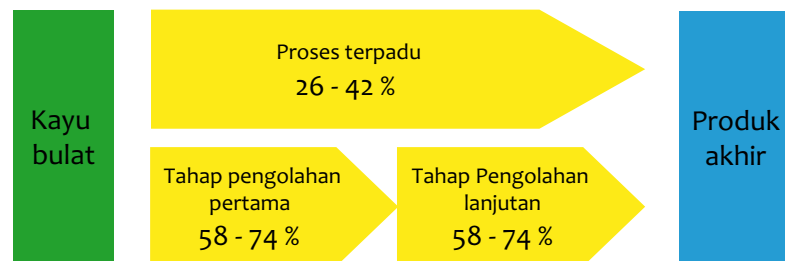 Kayu
bulat
Proses terpadu
26 - 42 %
Tahap pengolahan
pertama
58 - 74 %
Tahap Pengolahan
lanjutan
58 - 74 %
Produk
akhir